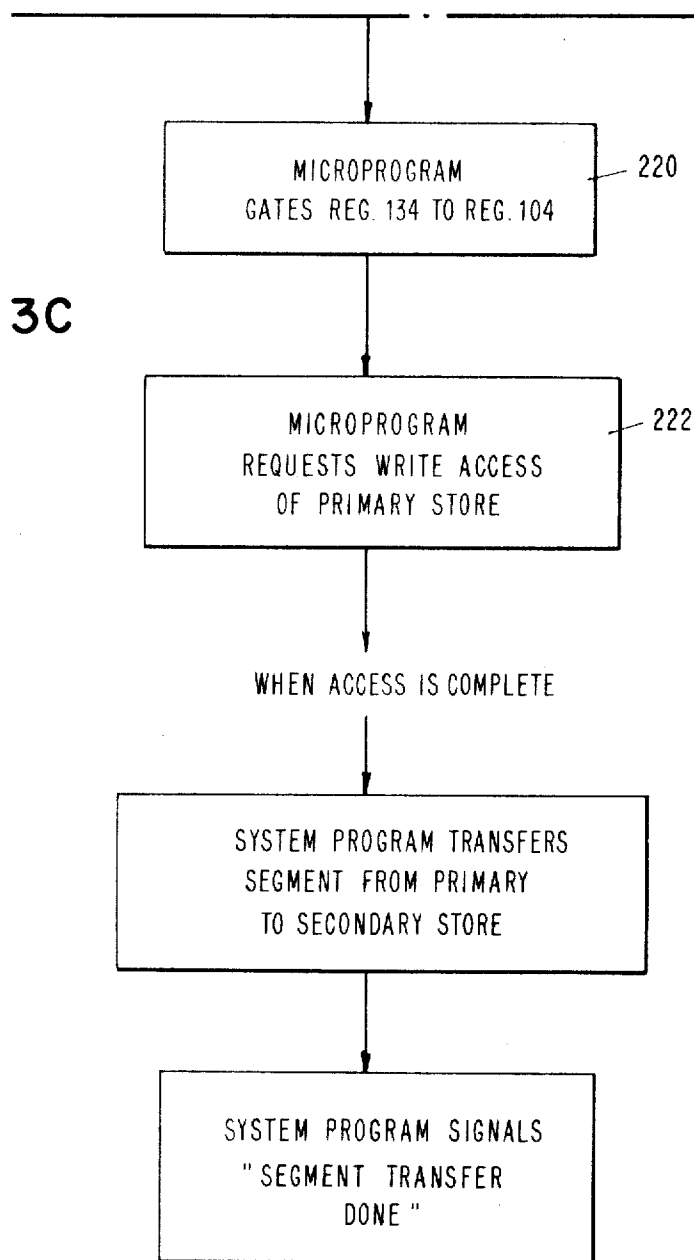 MICROPROGRAM
GATES REG. 134 TO REG. 104
220
3C
MICROPROGRAM
REQUESTS WRITE ACCESS
OF PRIMARY STORE
222
WHEN ACCESS IS COMPLETE
SYSTEM PROGRAM TRANSFERS
SEGMENT FROM PRIMARY
TO SECONDARY STORE
SYSTEM PROGRAM SIGNALS
"SEGMENT TRANSFER
DONE"